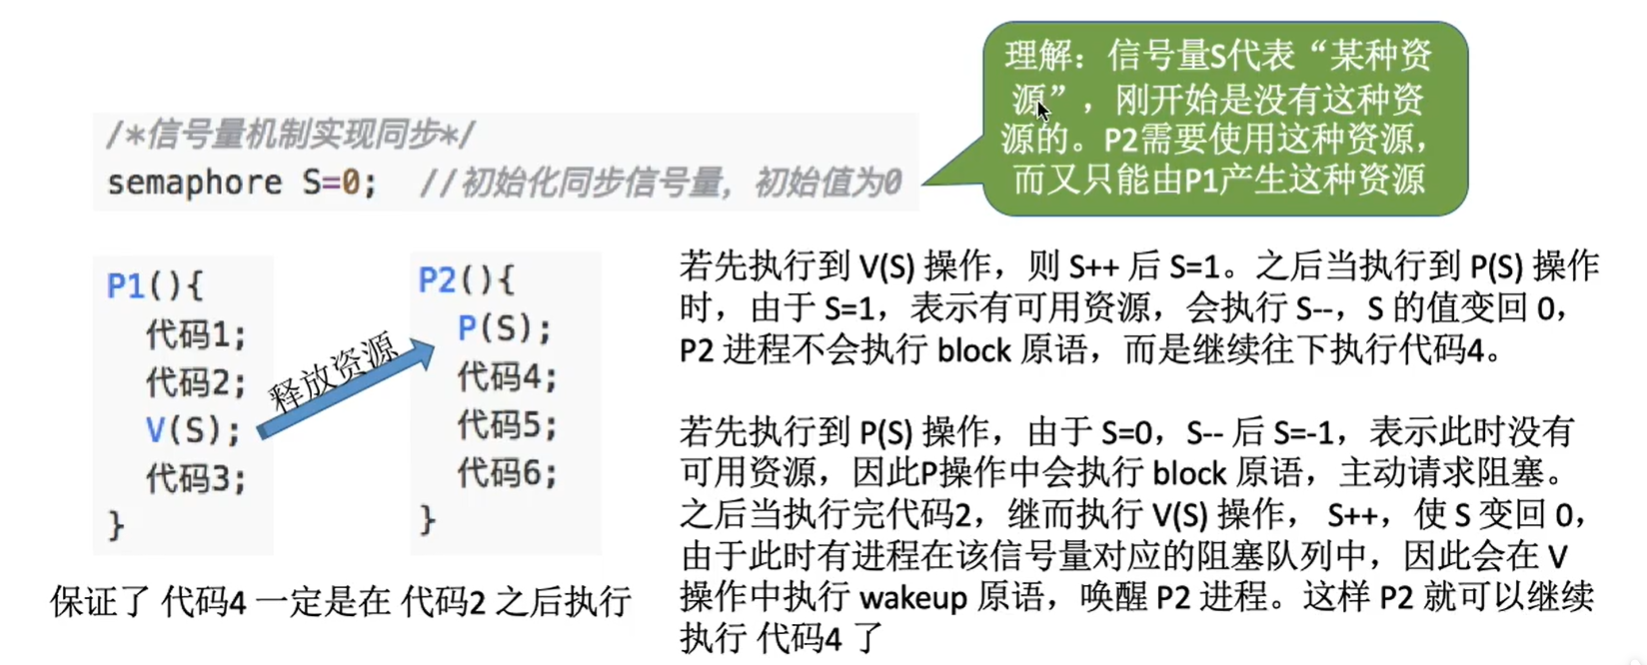 理解：信号量S代表“某种资
源”，刚开始是没有这种资
源的。P2需要使用这种资源，
而又只能由P1产生这种资源
/*信号量机制实现同步*/
semaphore S=0;   //初始化同步信号量，初始值为0
P1(){
代码1;
代码2;
V(S);
代码3;
}
释放资源
P2(){
P(S);
代码4;
代码5;
代码6;
}
保证了 代码4 一定是在 代码2 之后执行
若先执行到 V(S) 操作，则 S++ 后 S=1。之后当执行到 P(S) 操作
时，由于 S=1，表示有可用资源，会执行 S--，S 的值变回 0，
P2 进程不会执行 block 原语，而是继续往下执行代码4。
若先执行到 P(S) 操作，由于 S=0，S-- 后 S=-1，表示此时没有
可用资源，因此P操作中会执行 block 原语，主动请求阻塞。
之后当执行完代码2，继而执行 V(S) 操作， S++，使 S 变回 0，
由于此时有进程在该信号量对应的阻塞队列中，因此会在 V
操作中执行 wakeup 原语，唤醒 P2 进程。这样 P2 就可以继续
执行 代码4 了